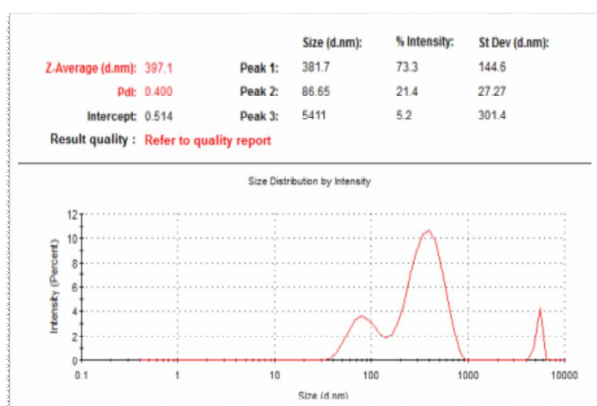 Size (d.nm): % Intensity: St Dev (d.nm):
Z-Average (d.nm): 397.1 Peak 1: 381.7 73.3 144.6
PdI: 0.400 Peak 2: 86.65 21.4 27.27
Intercept: 0.514 Peak 3: 5411 5.2 301.4
Result quality : Refer to quality report
Size Distribution by Intensity
Intensity (Percent)
12
10
8
6
4
2
0
0.1 1 10 100 1000 10000
Size (d.nm)